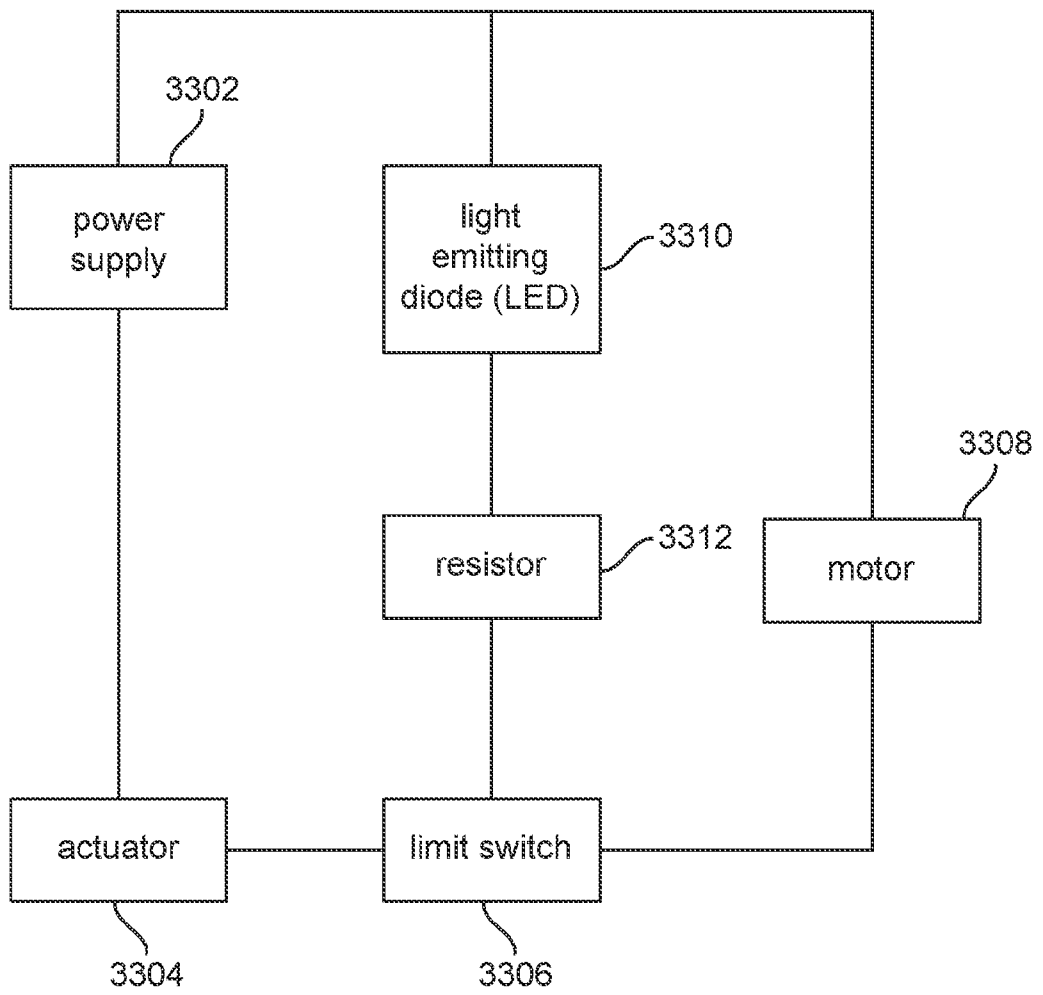 3302
power
supply
light
emitting
diode (LED)
3310
3308
resistor
3312
motor
actuator
limit switch
3304
3306